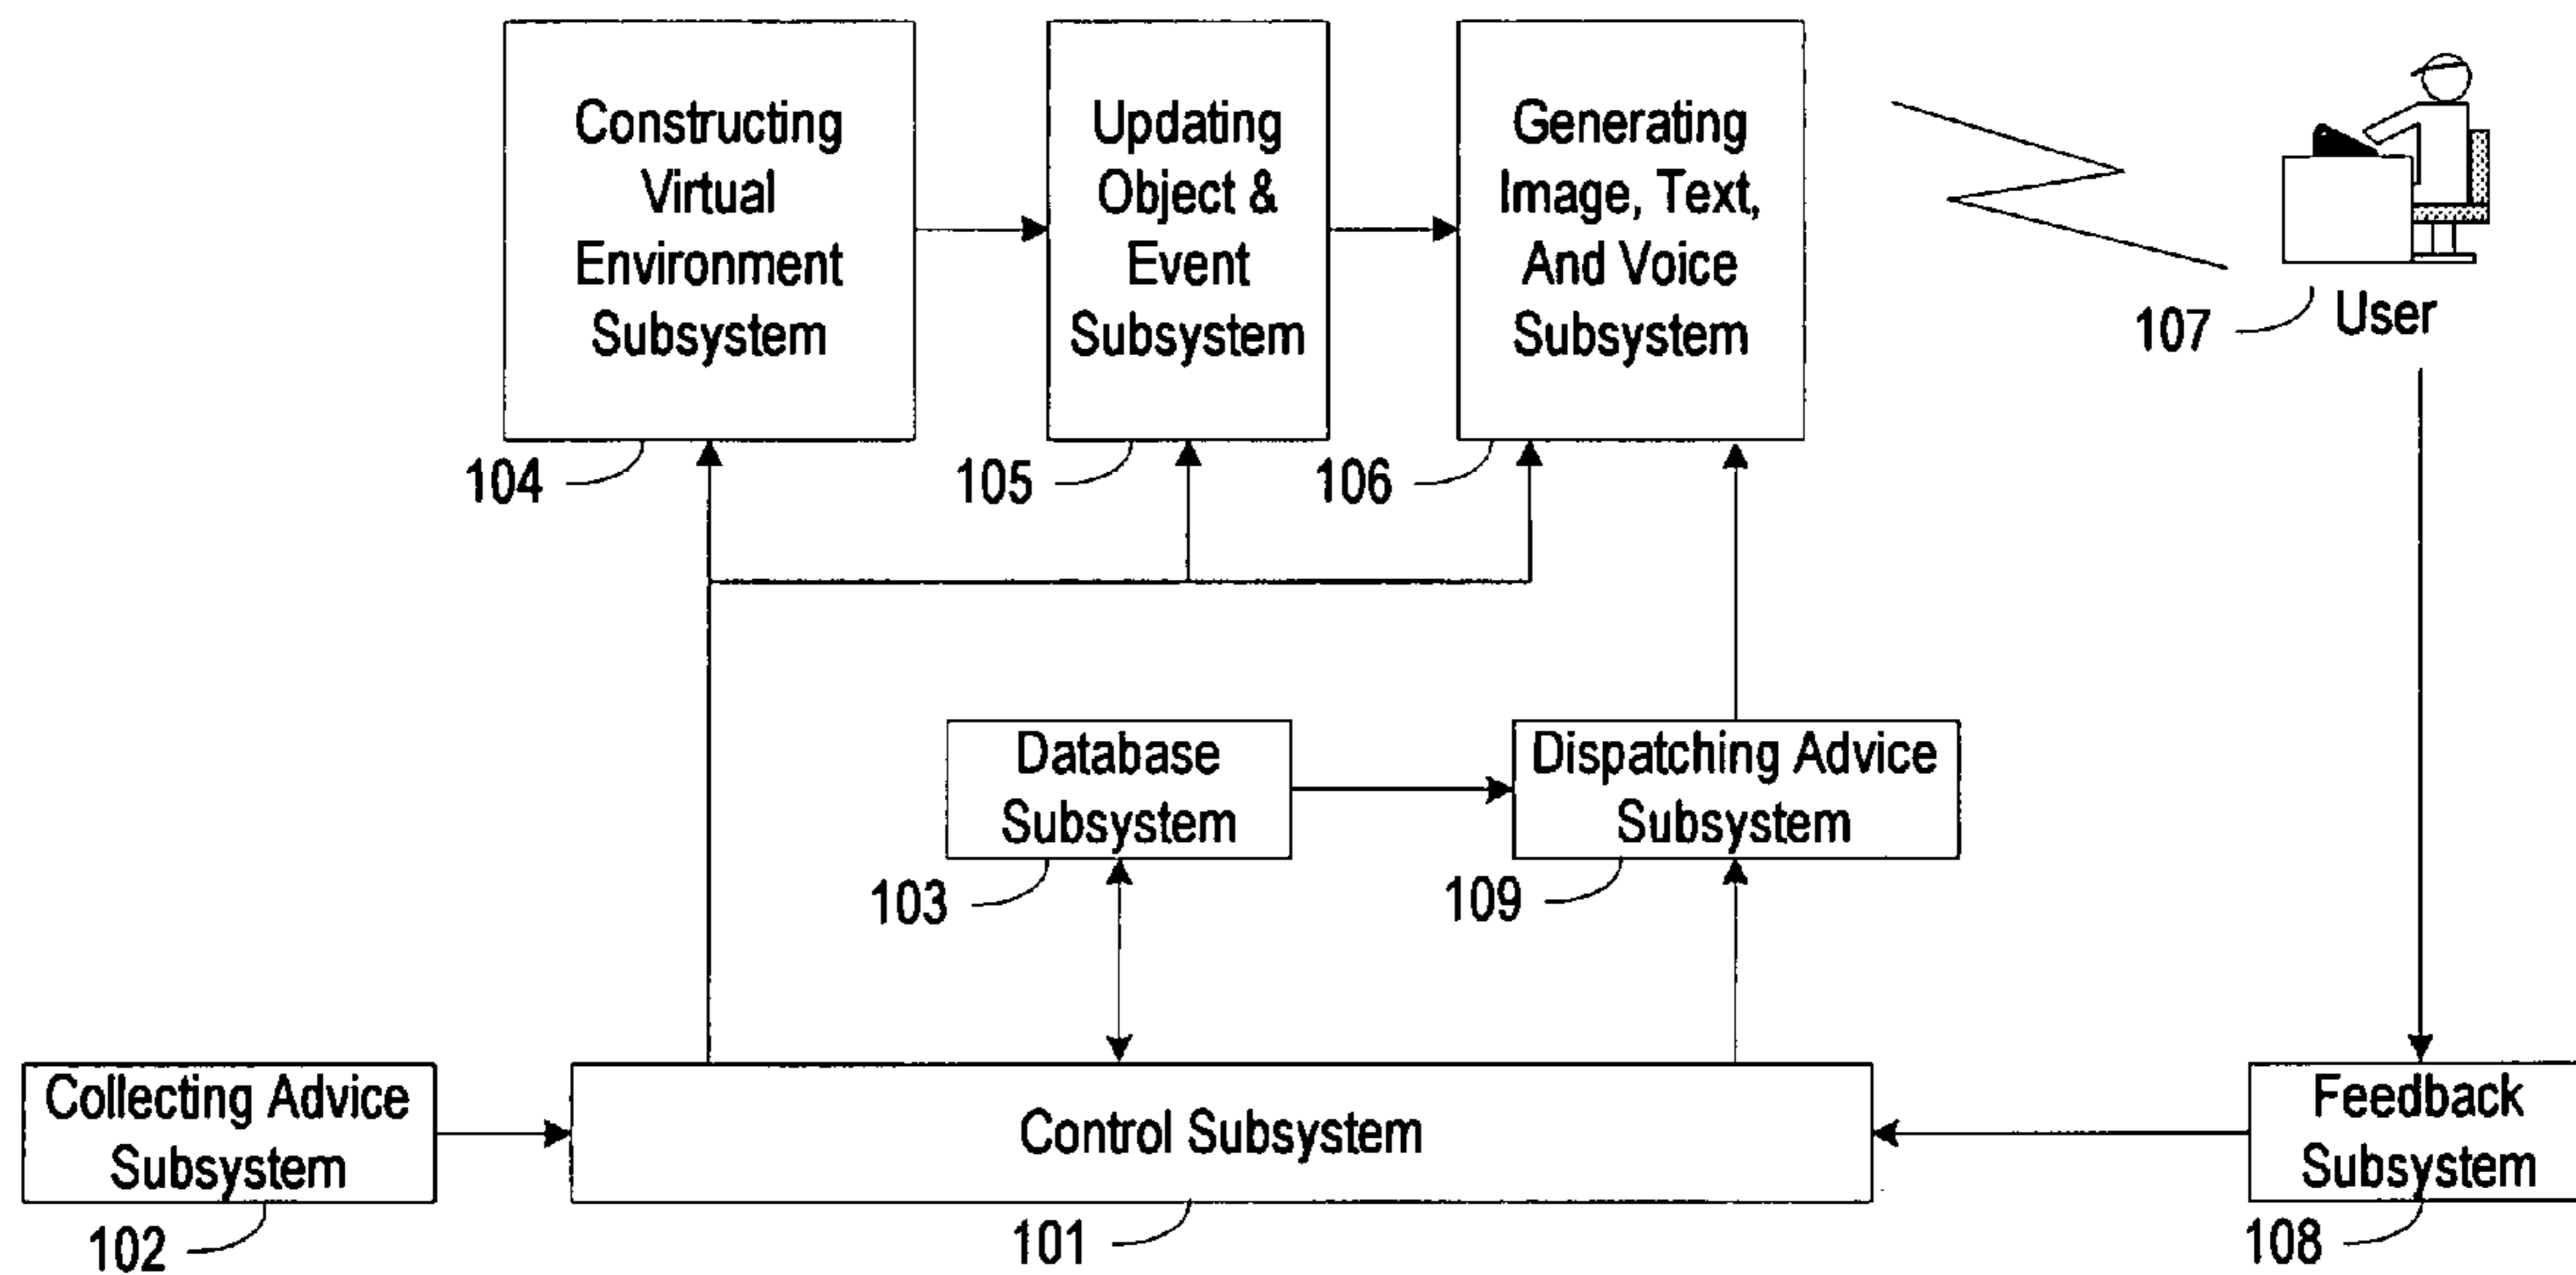 Constructing
Virtual
Environment
Subsystem
104
Updating
Object &
Event
Subsystem
105
Generating
Image, Text,
And Voice
Subsystem
106
107
User
Database
Subsystem
103
Dispatching Advice
Subsystem
109
Collecting Advice
Subsystem
102
Control Subsystem
101
Feedback
Subsystem
108